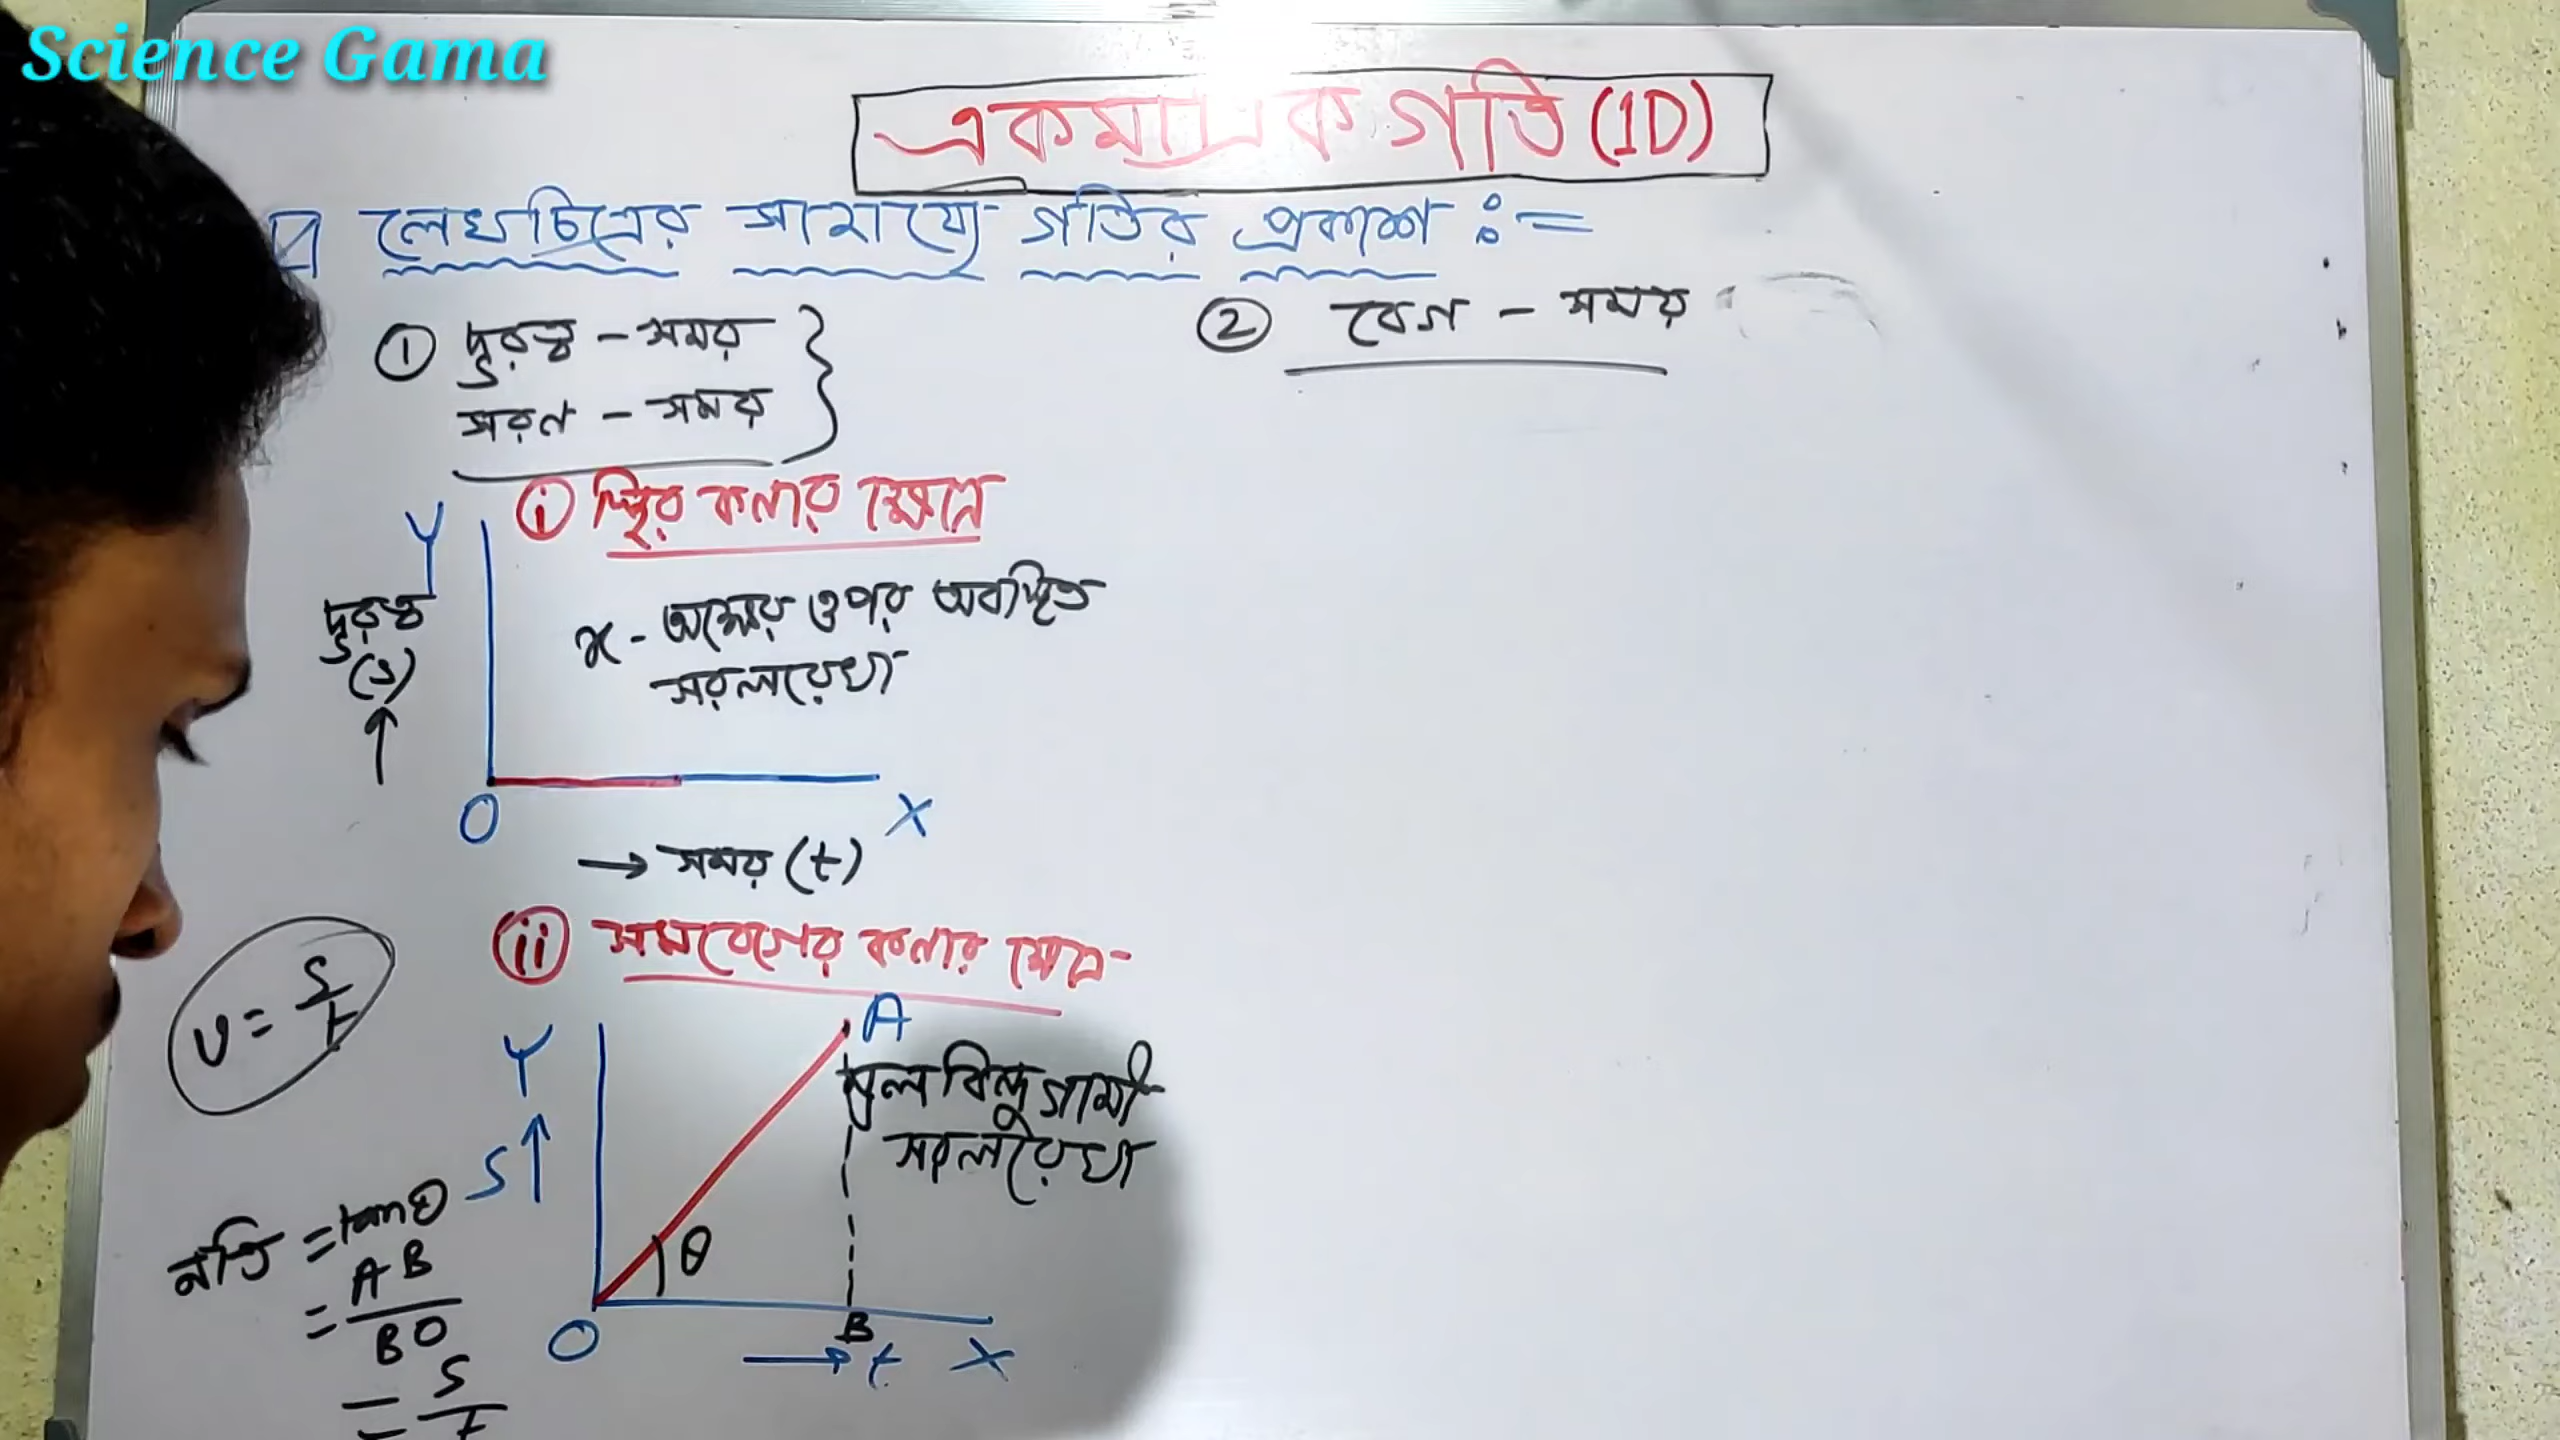 Science Gama
একমাত্রিক গতি (1D)
লেখচিত্রের সাহায্যে গতির প্রকাশ :=
① দূরত্ব - সময়
সরণ - সময়
② বেগ - সময়
ⓘ স্থির কণার ক্ষেত্রে
Y
দূরত্ব
(s)
x - অক্ষের ওপর অবস্থিত
সরলরেখা
O
X
→ সময় (t)
ⓘⓘ সমবেগের কণার ক্ষেত্রে
v = s/t
A
Y
মূল বিন্দু গামী
সরলরেখা
S↑
θ
নতি = tanθ
= AB/BO
= s/t
O
B
→ t
X